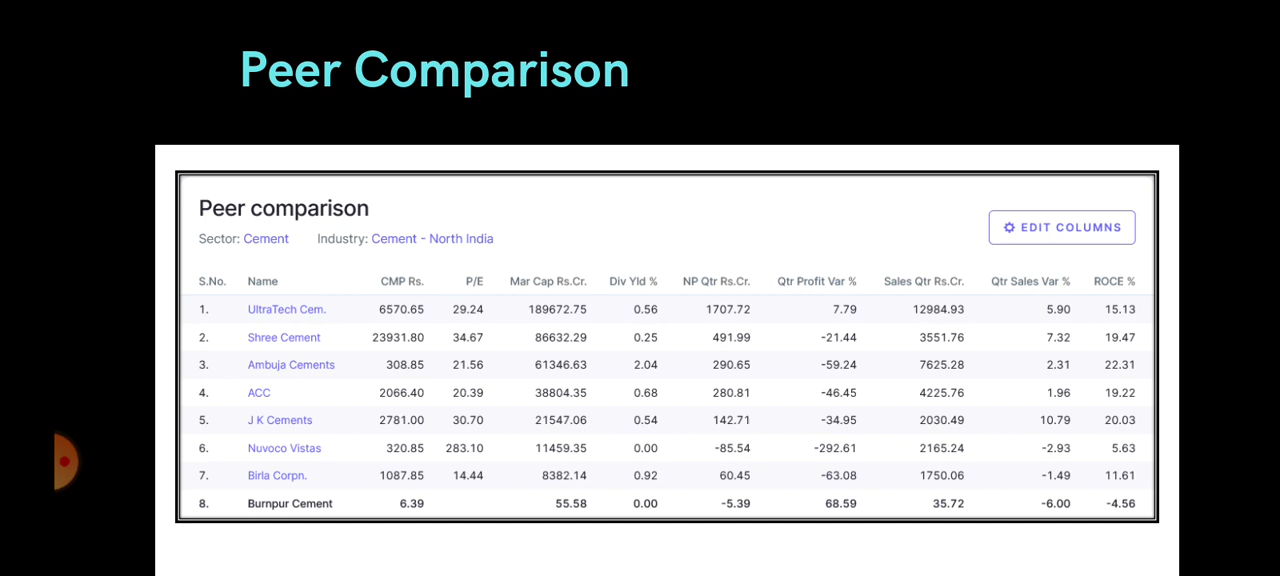 Peer Comparison
Peer comparison
Sector: Cement Industry: Cement - North India
EDIT COLUMNS
S.No. Name CMP Rs. P/E Mar Cap Rs.Cr. Div Yld % NP Qtr Rs.Cr. Qtr Profit Var % Sales Qtr Rs.Cr. Qtr Sales Var % ROCE %
1. UltraTech Cem. 6570.65 29.24 189672.75 0.56 1707.72 7.79 12984.93 5.90 15.13
2. Shree Cement 23931.80 34.67 86632.29 0.25 491.99 -21.44 3551.76 7.32 19.47
3. Ambuja Cements 308.85 21.56 61346.63 2.04 290.65 -59.24 7625.28 2.31 22.31
4. ACC 2066.40 20.39 38804.35 0.68 280.81 -46.45 4225.76 1.96 19.22
5. J K Cements 2781.00 30.70 21547.06 0.54 142.71 -34.95 2030.49 10.79 20.03
6. Nuvoco Vistas 320.85 283.10 11459.35 0.00 -85.54 -292.61 2165.24 -2.93 5.63
7. Birla Corpn. 1087.85 14.44 8382.14 0.92 60.45 -63.08 1750.06 -1.49 11.61
8. Burnpur Cement 6.39 55.58 0.00 -5.39 68.59 35.72 -6.00 -4.56